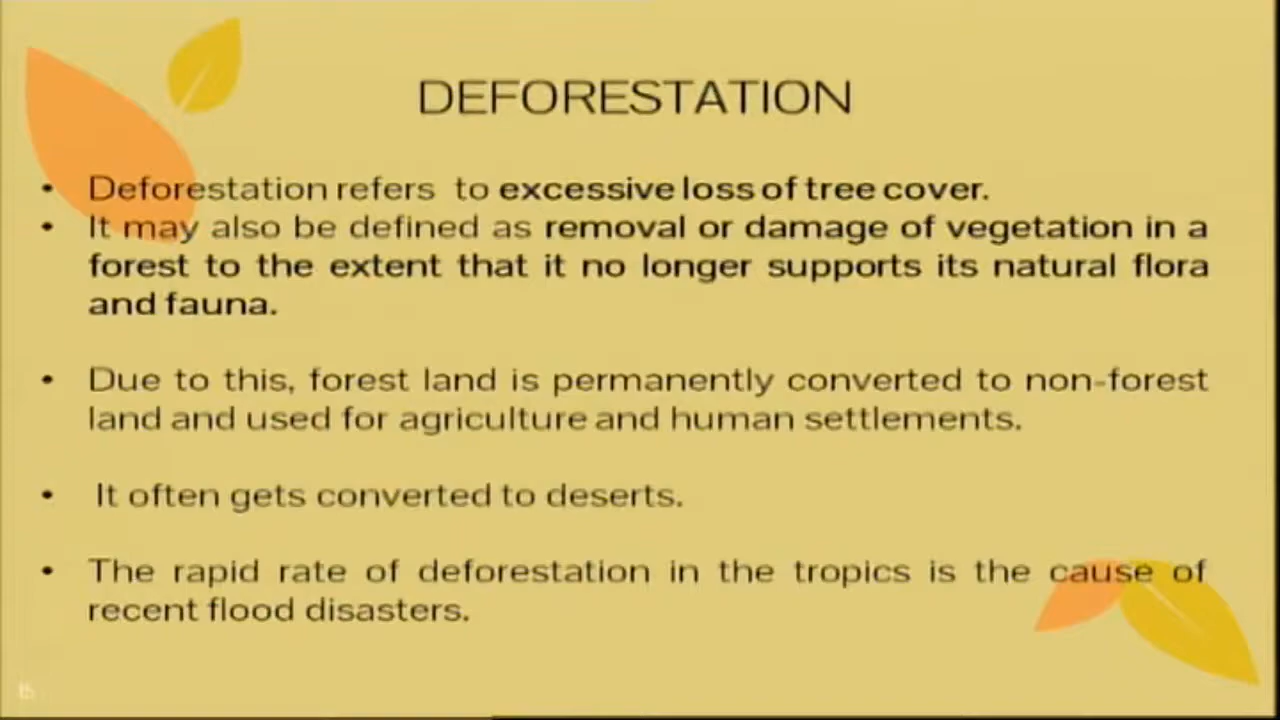 DEFORESTATION
• Deforestation refers to excessive loss of tree cover.
• It may also be defined as removal or damage of vegetation in a
forest to the extent that it no longer supports its natural flora
and fauna.
• Due to this, forest land is permanently converted to non-forest
land and used for agriculture and human settlements.
• It often gets converted to deserts.
• The rapid rate of deforestation in the tropics is the cause of
recent flood disasters.
15